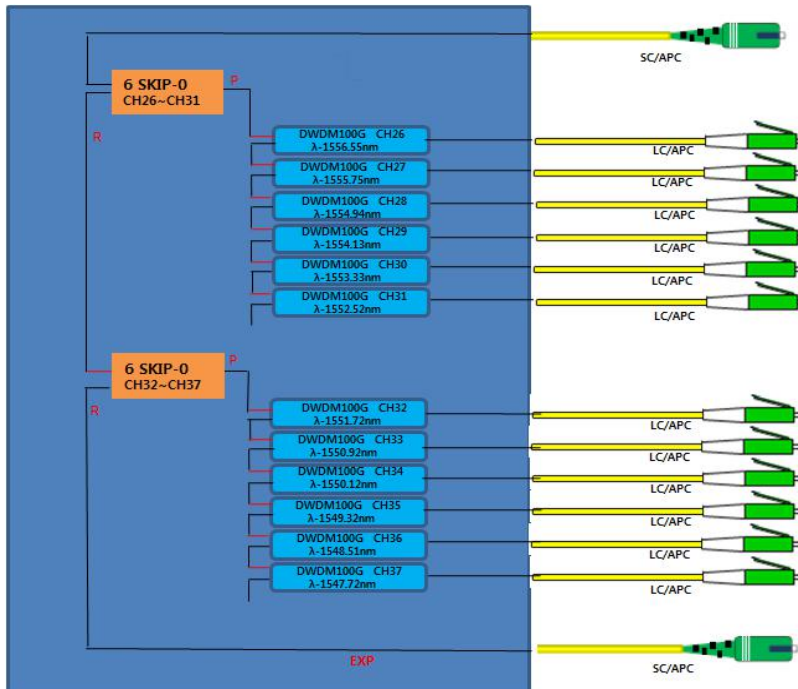 SC/APC
6 SKIP-0
CH26~CH31
P
R
DWDM100G CH26
λ-1556.55nm
LC/APC
DWDM100G CH27
λ-1555.75nm
LC/APC
DWDM100G CH28
λ-1554.94nm
LC/APC
DWDM100G CH29
λ-1554.13nm
LC/APC
DWDM100G CH30
λ-1553.33nm
LC/APC
DWDM100G CH31
λ-1552.52nm
LC/APC
6 SKIP-0
CH32~CH37
P
R
DWDM100G CH32
λ-1551.72nm
LC/APC
DWDM100G CH33
λ-1550.92nm
LC/APC
DWDM100G CH34
λ-1550.12nm
LC/APC
DWDM100G CH35
λ-1549.32nm
LC/APC
DWDM100G CH36
λ-1548.51nm
LC/APC
DWDM100G CH37
λ-1547.72nm
LC/APC
EXP
SC/APC